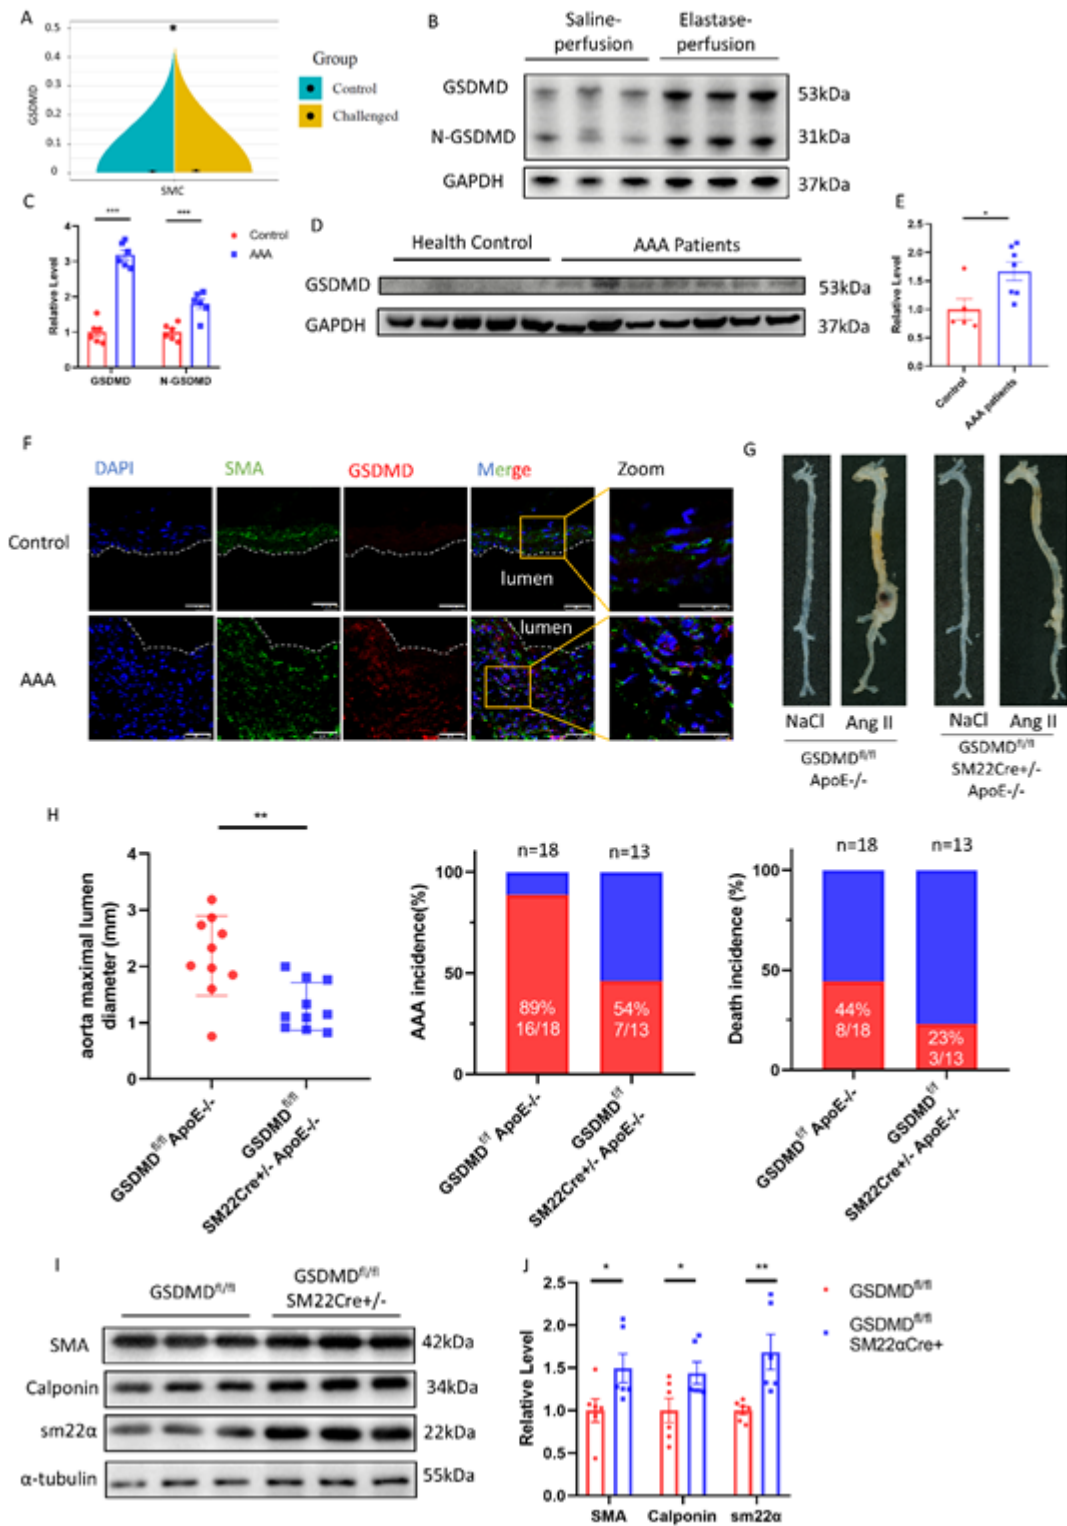 A
0.5
0.4
0.3
0.2
0.1
0
GSDMD
SMC
Group
Control
Challenged
B
Saline-
perfusion
Elastase-
perfusion
GSDMD
53kDa
N-GSDMD
31kDa
GAPDH
37kDa
C
Relative Level
4
3
2
1
0
***
***
Control
AAA
GSDMD
N-GSDMD
D
Health Control
AAA Patients
GSDMD
53kDa
GAPDH
37kDa
E
Relative Level
2.5
2.0
1.5
1.0
0.5
0.0
*
Control
AAA patients
F
DAPI
SMA
GSDMD
Merge
Zoom
Control
lumen
AAA
lumen
G
NaCl
Ang II
NaCl
Ang II
GSDMDfl/fl
ApoE-/-
GSDMDfl/fl
SM22Cre+/-
ApoE-/-
H
**
aorta maximal lumen
diameter (mm)
4
3
2
1
0
GSDMDfl/fl ApoE-/-
GSDMDfl/fl
SM22Cre+/- ApoE-/-
n=18
n=13
AAA incidence(%)
100
50
0
89%
16/18
54%
7/13
GSDMDf/f ApoE-/-
GSDMDf/f
SM22Cre+/- ApoE-/-
n=18
n=13
Death incidence (%)
100
50
0
44%
8/18
23%
3/13
GSDMDf/f ApoE-/-
GSDMDf/f
SM22Cre+/- ApoE-/-
I
GSDMDfl/fl
GSDMDfl/fl
SM22Cre+/-
SMA
42kDa
Calponin
34kDa
sm22α
22kDa
α-tubulin
55kDa
J
Relative Level
2.5
2.0
1.5
1.0
0.5
0.0
*
*
**
SMA
Calponin
sm22α
GSDMDfl/fl
GSDMDfl/fl
SM22αCre+